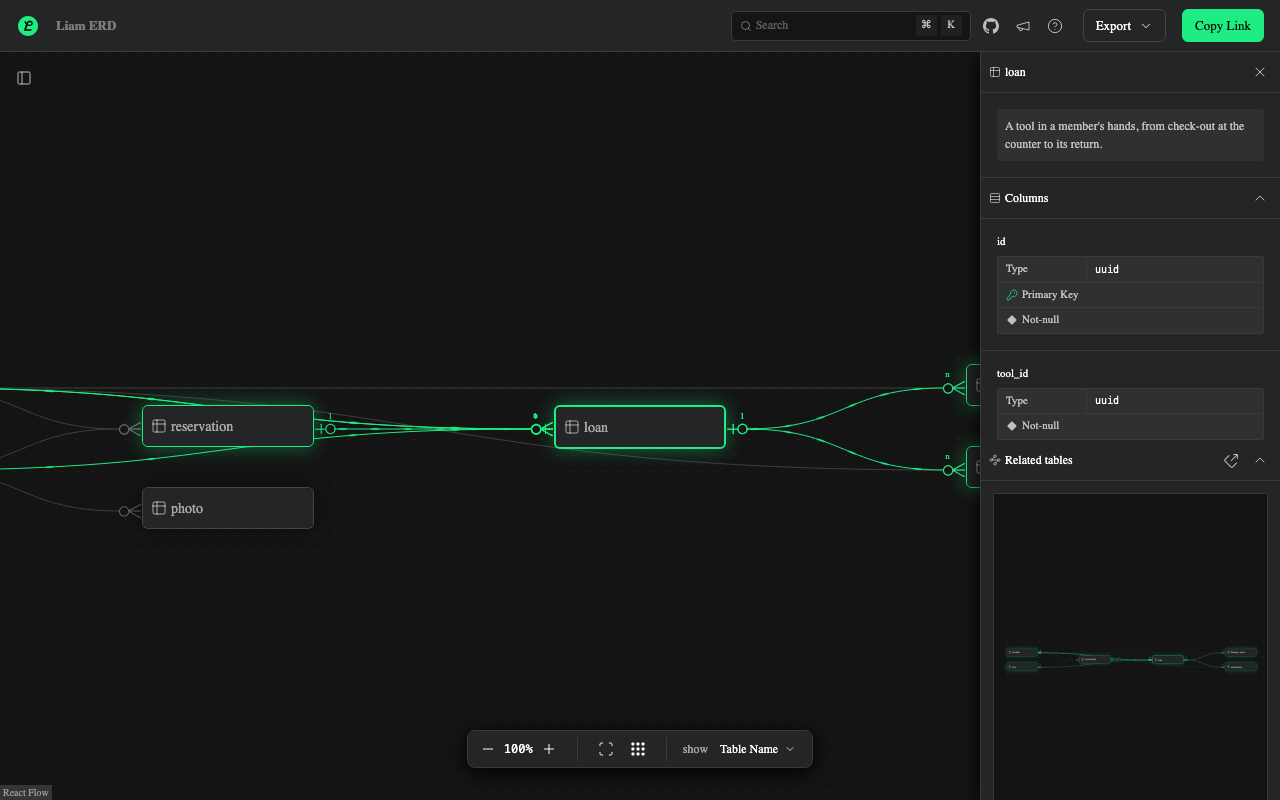 Liam ERD
Search
⌘ K
Export
Copy Link
loan
A tool in a member's hands, from check-out at the
counter to its return.
Columns
id
Type uuid
Primary Key
Not-null
tool_id
Type uuid
Not-null
Related tables
reservation
1
loan
1
n
n
photo
100%
show Table Name
React Flow